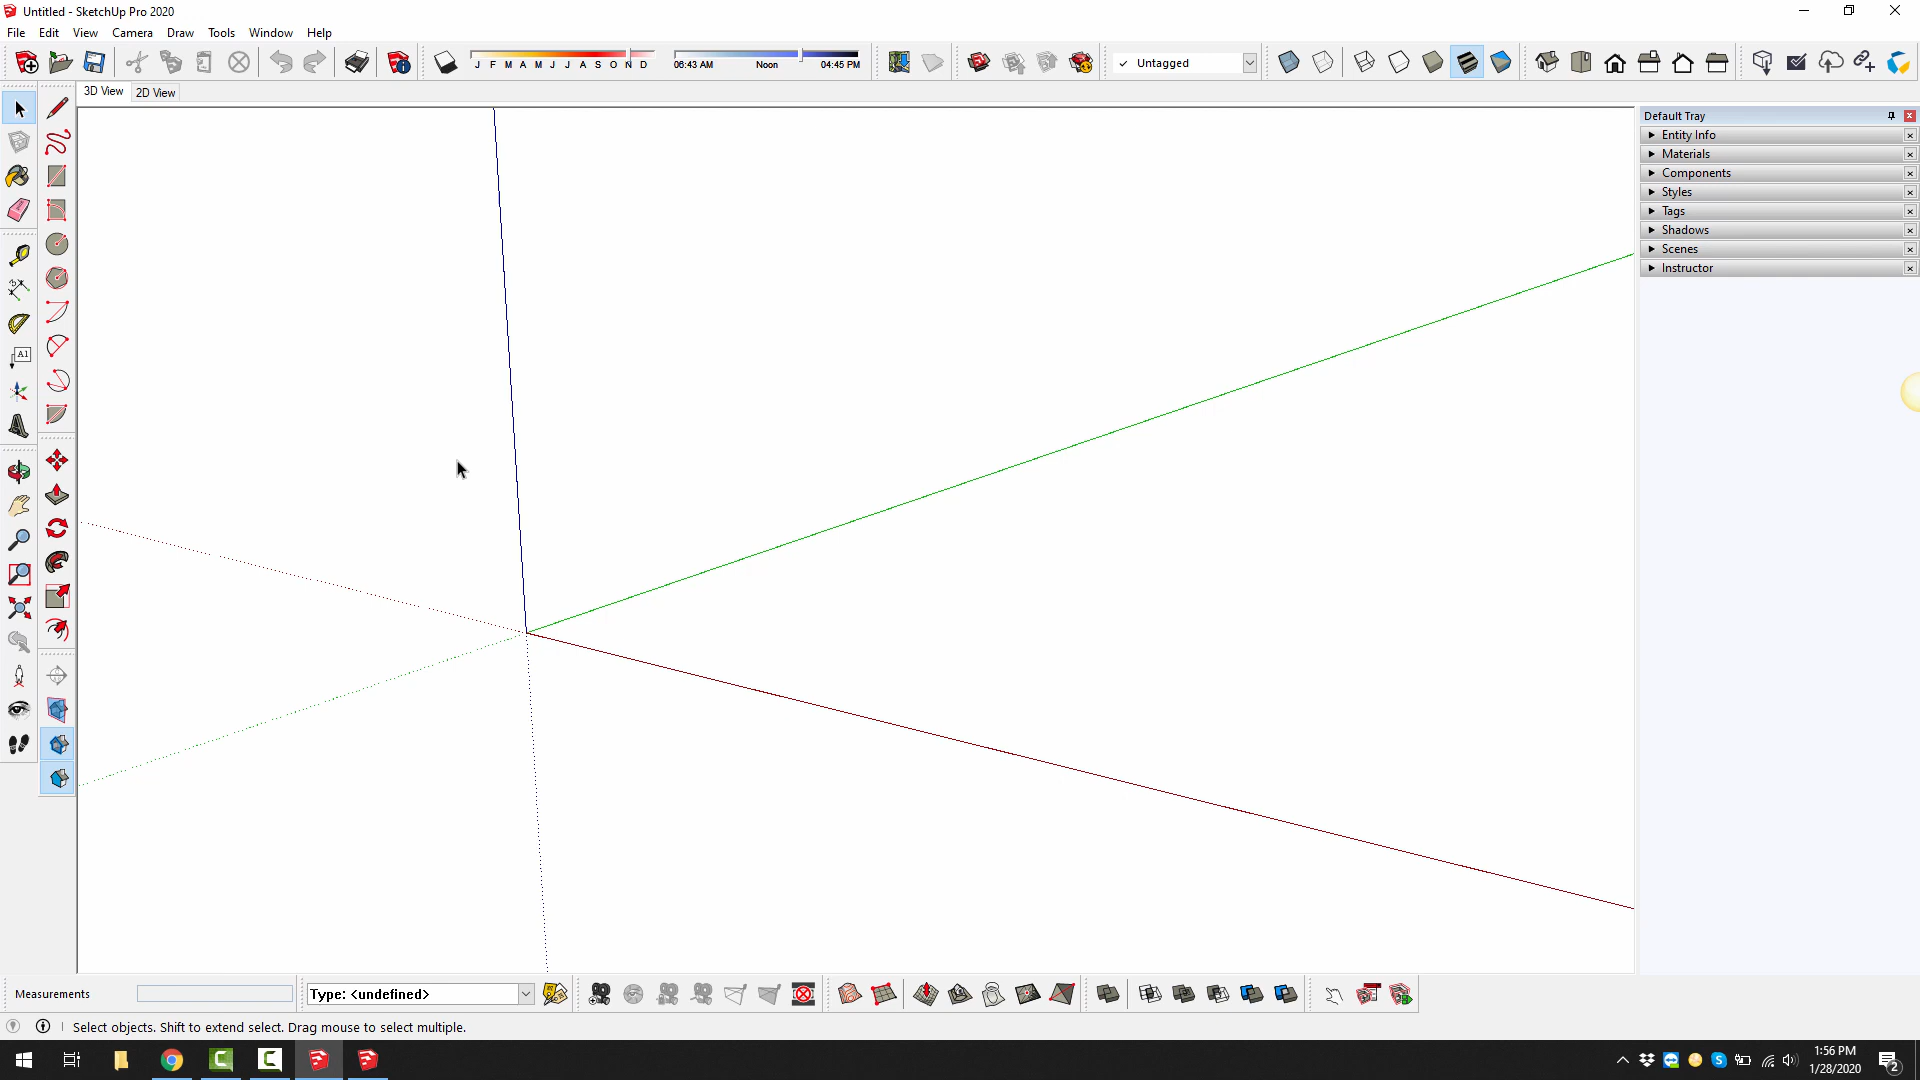 Untitled - SketchUp Pro 2020
File Edit View Camera Draw Tools Window Help
J F M A M J J A S O N D
06:43 AM Noon 04:45 PM
✓ Untagged
3D View 2D View
Default Tray
Entity Info
Materials
Components
Styles
Tags
Shadows
Scenes
Instructor
A1
Measurements
Type: <undefined>
Select objects. Shift to extend select. Drag mouse to select multiple.
1:56 PM
1/28/2020
2